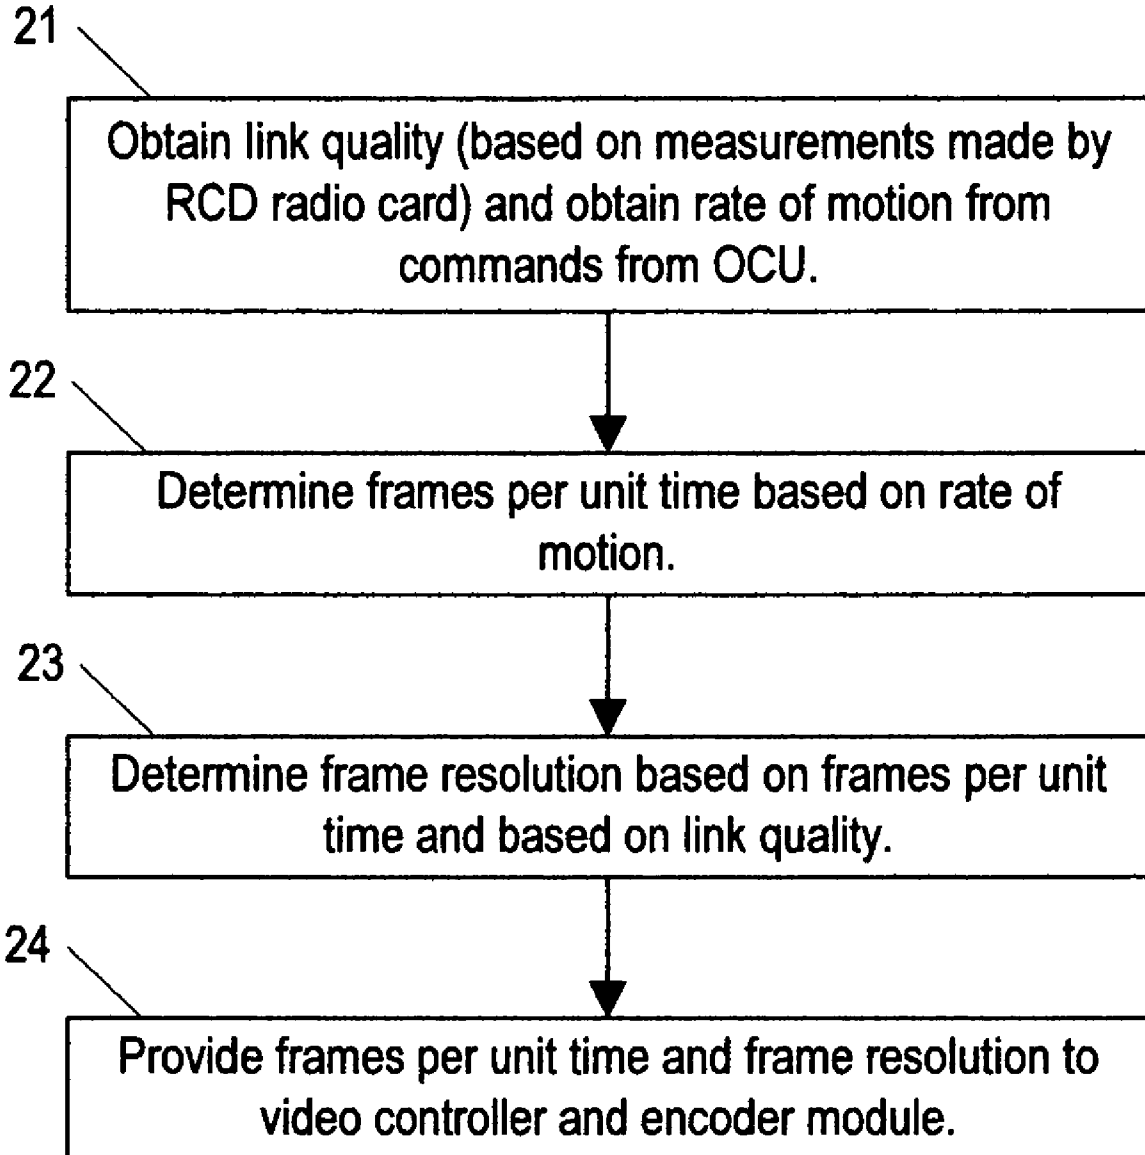 21
Obtain link quality (based on measurements made by
RCD radio card) and obtain rate of motion from
commands from OCU.
22
Determine frames per unit time based on rate of
motion.
23
Determine frame resolution based on frames per unit
time and based on link quality.
24
Provide frames per unit time and frame resolution to
video controller and encoder module.